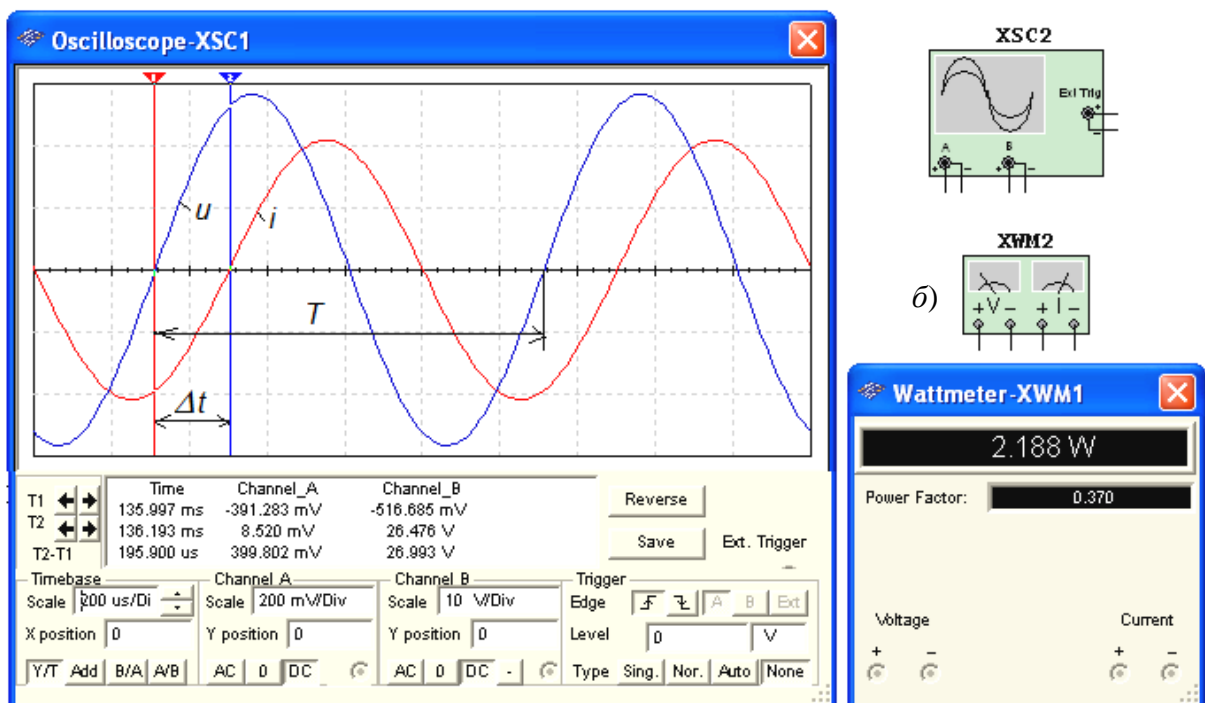 Oscilloscope-XSC1
1 2
u
i
T
Δt
T1
T2
T2-T1
Time Channel_A Channel_B
135.997 ms -391.283 mV -516.685 mV
136.193 ms 8.520 mV 26.476 V
195.900 us 399.802 mV 26.993 V
Reverse
Save
Ext. Trigger
Timebase
Scale 200 us/Di
X position 0
Y/T Add B/A A/B
Channel A
Scale 200 mV/Div
Y position 0
AC 0 DC
Channel B
Scale 10 V/Div
Y position 0
AC 0 DC -
Trigger
Edge A B Ext
Level 0 V
Type Sing. Nor. Auto None
XSC2
Ext Trig
+
-
A B
+ - + -
XWM2
б)
+ V - + I -
Wattmeter-XWM1
2.188 W
Power Factor: 0.370
Voltage Current
+ - + -